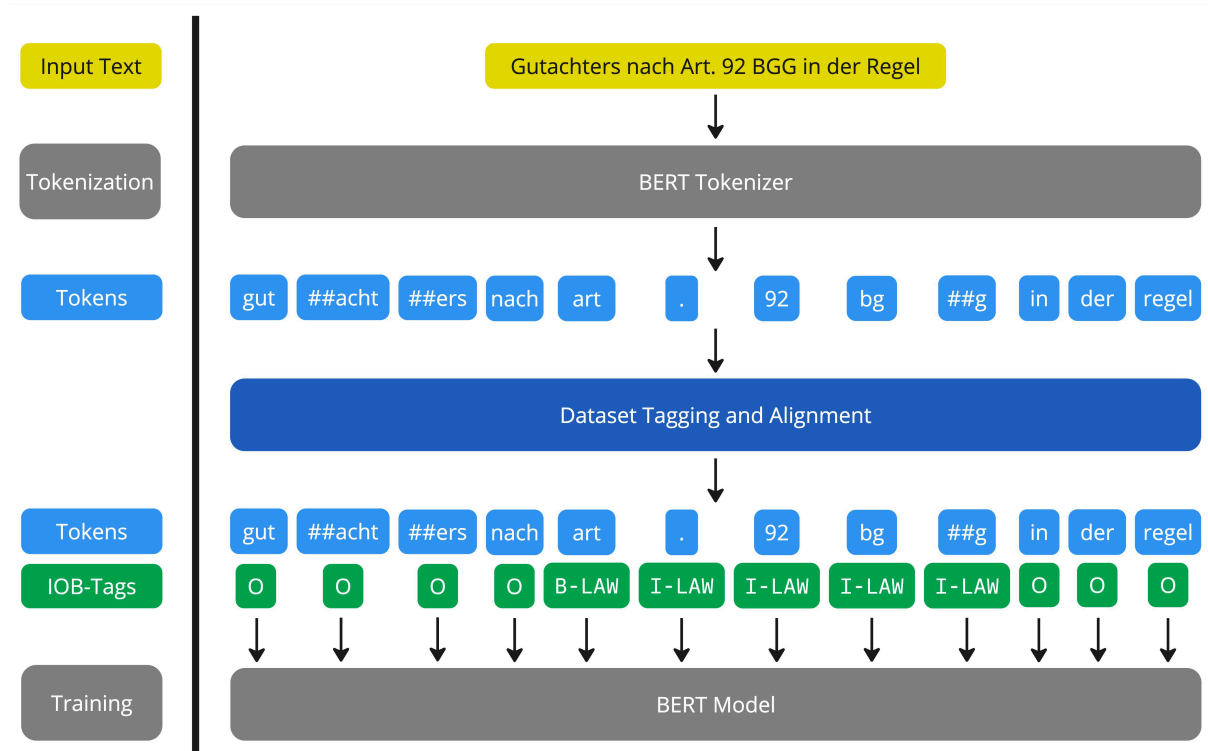 Input Text
Gutachters nach Art. 92 BGG in der Regel
Tokenization
BERT Tokenizer
Tokens
gut ##acht ##ers nach art . 92 bg ##g in der regel
Dataset Tagging and Alignment
Tokens
gut ##acht ##ers nach art . 92 bg ##g in der regel
IOB-Tags
O O O O B-LAW I-LAW I-LAW I-LAW I-LAW O O O
Training
BERT Model